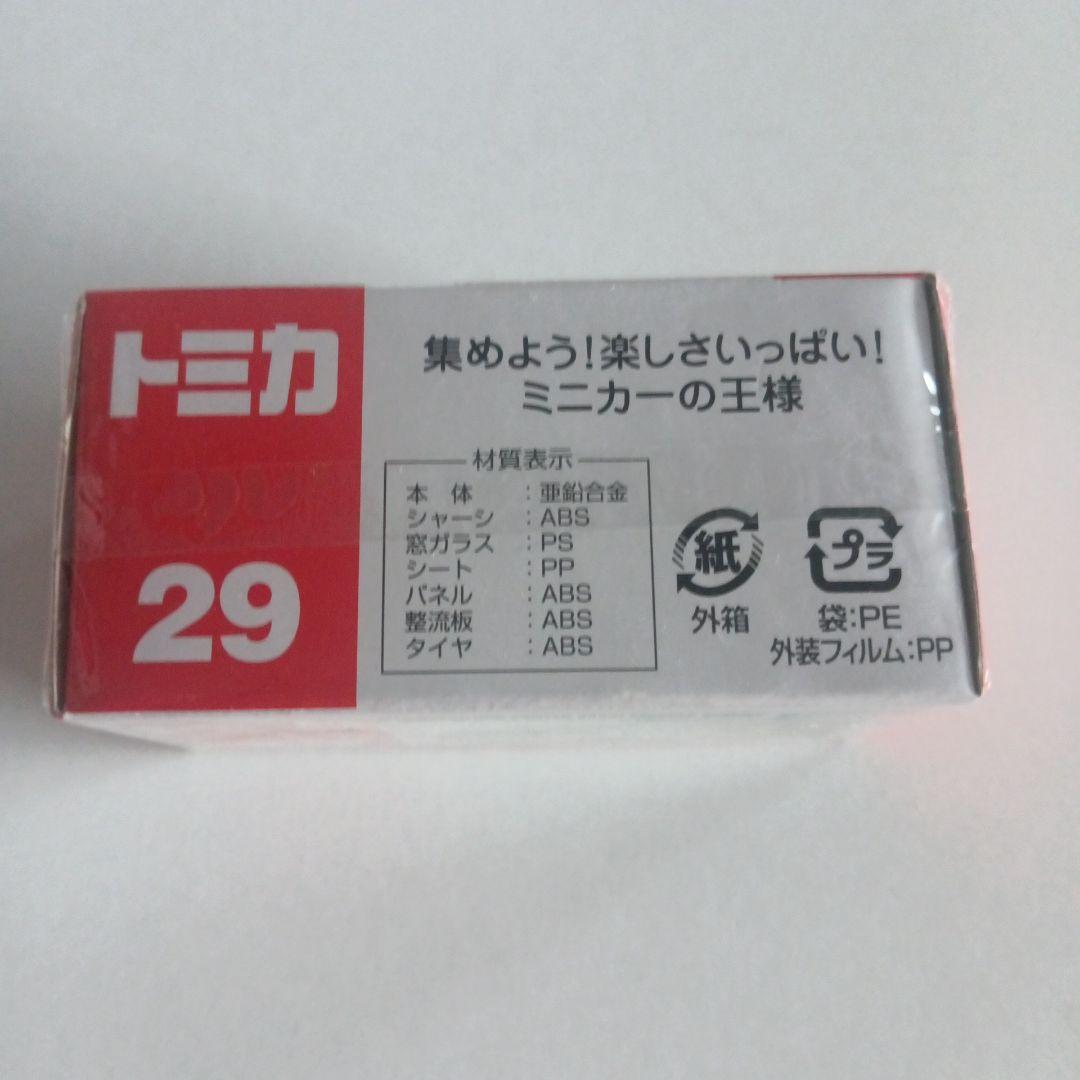 トミカ
29
集めよう!楽しさいっぱい!
ミニカーの王様
材質表示
本体 : 亜鉛合金
シャーシ : ABS
窓ガラス : PS
シート : PP
パネル : ABS
整流板 : ABS
タイヤ : ABS
紙
外箱
プラ
袋:PE
外装フィルム:PP